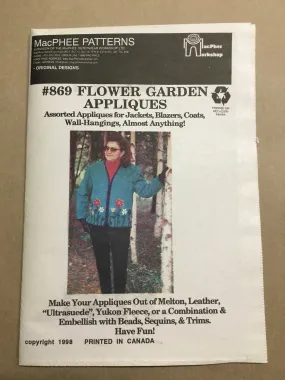 MacPHEE PATTERNS
- ORIGINAL DESIGNS
MacPhee
Workshop
#869 FLOWER GARDEN
APPLIQUES
Assorted Appliques for Jackets, Blazers, Coats,
Wall-Hangings, Almost Anything!
Make Your Appliques Out of Melton, Leather,
"Ultrasuede", Yukon Fleece, or a Combination &
Embellish with Beads, Sequins, & Trims.
Have Fun!
copyright 1998 PRINTED IN CANADA